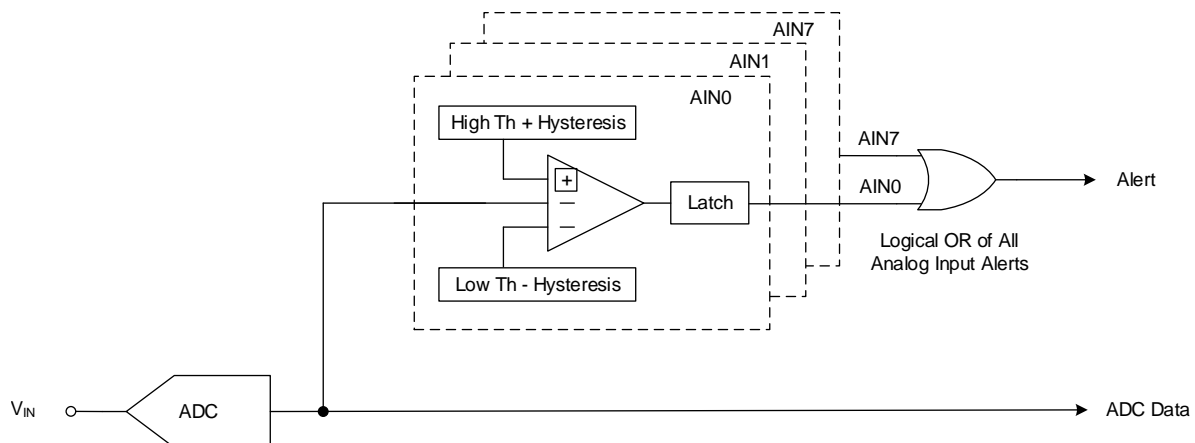 AIN7
AIN1
AIN0
High Th + Hysteresis
+
−
−
Low Th - Hysteresis
Latch
AIN7
AIN0
Alert
Logical OR of All
Analog Input Alerts
VIN
ADC
ADC Data